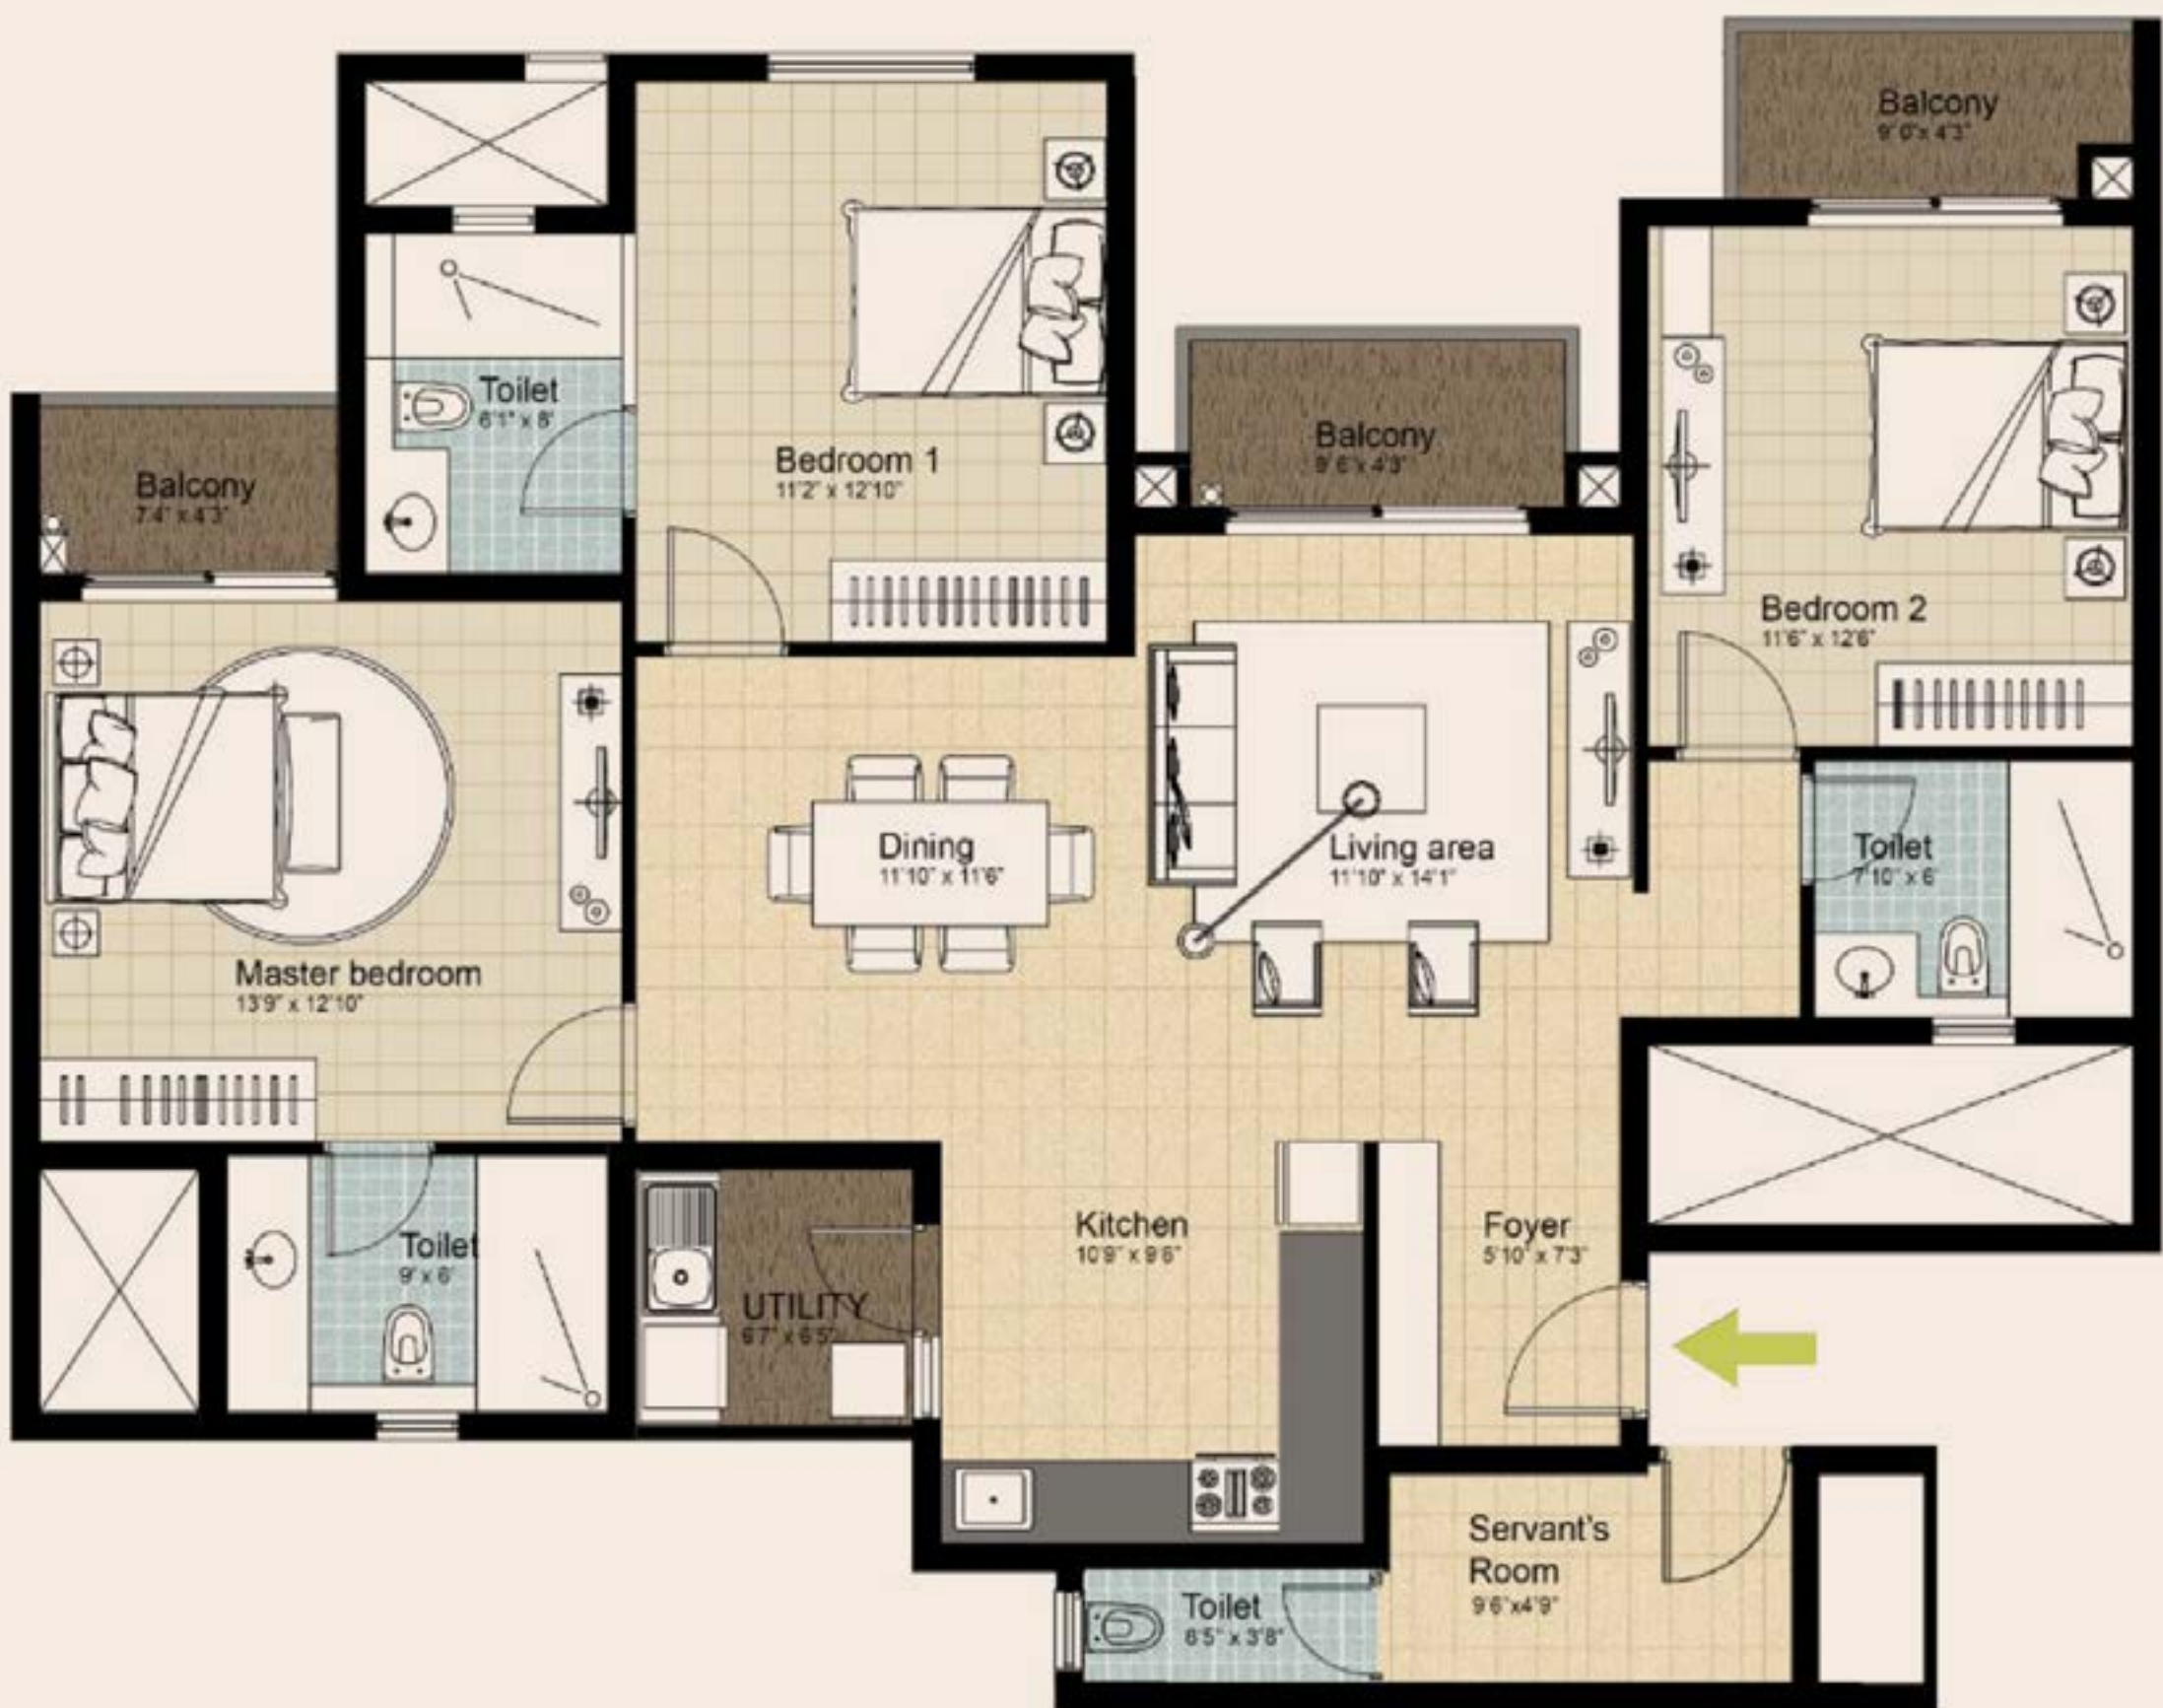 Balcony
9'0"x 4'3"
Toilet
6'1" x 8'
Bedroom 1
11'2" x 12'10"
Balcony
7'4" x 4'3"
Balcony
9'6"x 4'3"
Bedroom 2
11'6" x 12'6"
Dining
11'10" x 11'6"
Living area
11'10" x 14'1"
Toilet
7'10" x 6'
Master bedroom
13'9" x 12'10"
Toilet
9' x 6'
UTILITY
6'7" x 6'5"
Kitchen
10'9" x 9'6"
Foyer
5'10" x 7'3"
Servant's
Room
9'6"x4'9"
Toilet
6'5" x 3'8"